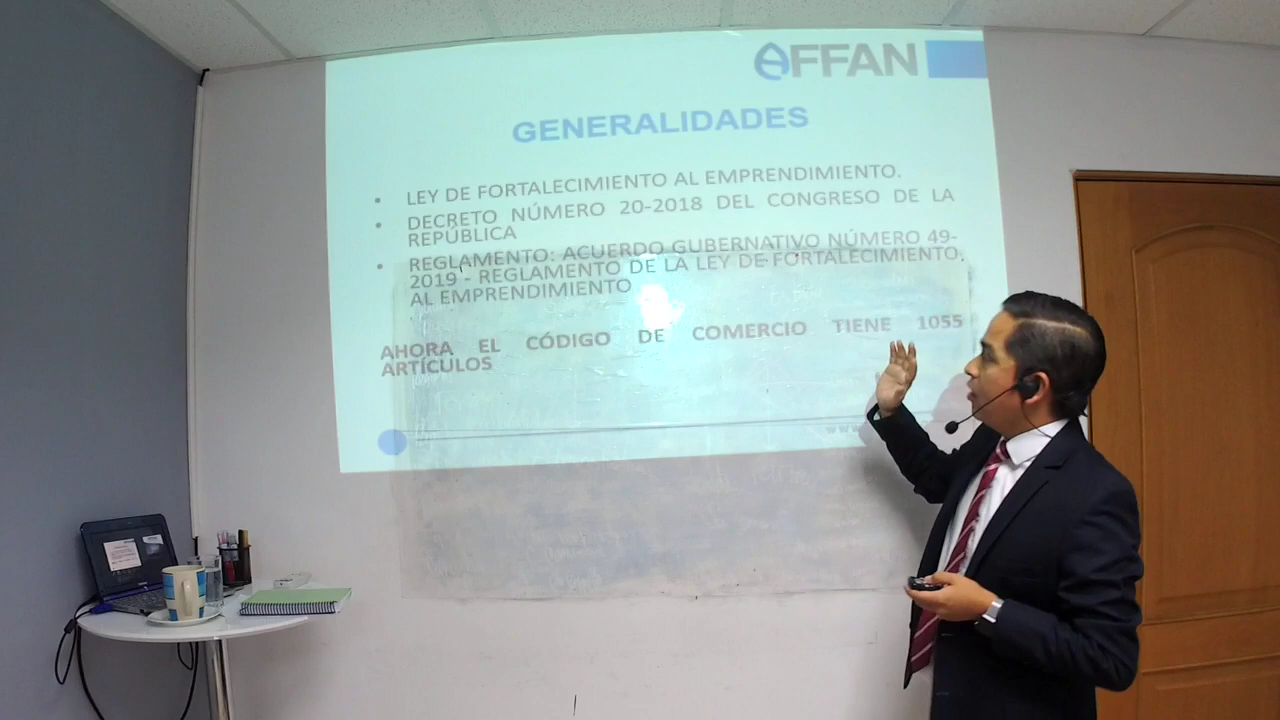 AFFAN
GENERALIDADES
• LEY DE FORTALECIMIENTO AL EMPRENDIMIENTO.
• DECRETO NÚMERO 20-2018 DEL CONGRESO DE LA
REPÚBLICA
• REGLAMENTO: ACUERDO GUBERNATIVO NÚMERO 49-
2019 - REGLAMENTO DE LA LEY DE FORTALECIMIENTO
AL EMPRENDIMIENTO
AHORA EL CÓDIGO DE COMERCIO TIENE 1055
ARTÍCULOS